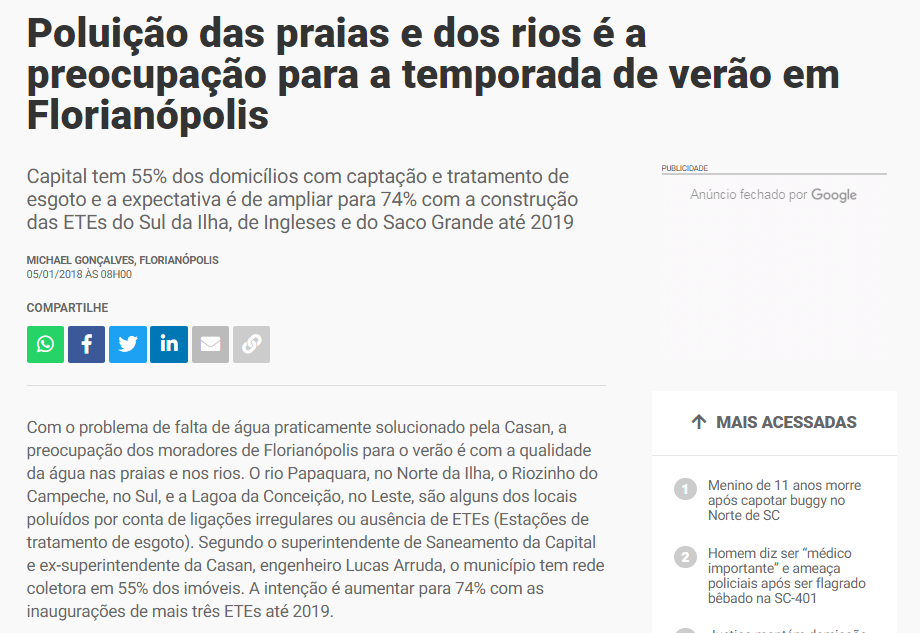 Poluição das praias e dos rios é a
preocupação para a temporada de verão em
Florianópolis
Capital tem 55% dos domicílios com captação e tratamento de
esgoto e a expectativa é de ampliar para 74% com a construção
das ETEs do Sul da Ilha, de Ingleses e do Saco Grande até 2019
MICHAEL GONÇALVES, FLORIANÓPOLIS
05/01/2018 ÀS 08H00
COMPARTILHE
Com o problema de falta de água praticamente solucionado pela Casan, a
preocupação dos moradores de Florianópolis para o verão é com a qualidade
da água nas praias e nos rios. O rio Papaquara, no Norte da Ilha, o Riozinho do
Campeche, no Sul, e a Lagoa da Conceição, no Leste, são alguns dos locais
poluídos por conta de ligações irregulares ou ausência de ETEs (Estações de
tratamento de esgoto). Segundo o superintendente de Saneamento da Capital
e ex-superintendente da Casan, engenheiro Lucas Arruda, o município tem rede
coletora em 55% dos imóveis. A intenção é aumentar para 74% com as
inaugurações de mais três ETEs até 2019.
PUBLICIDADE
Anúncio fechado por Google
MAIS ACESSADAS
1 Menino de 11 anos morre
após capotar buggy no
Norte de SC
2 Homem diz ser “médico
importante” e ameaça
policiais após ser flagrado
bêbado na SC-401